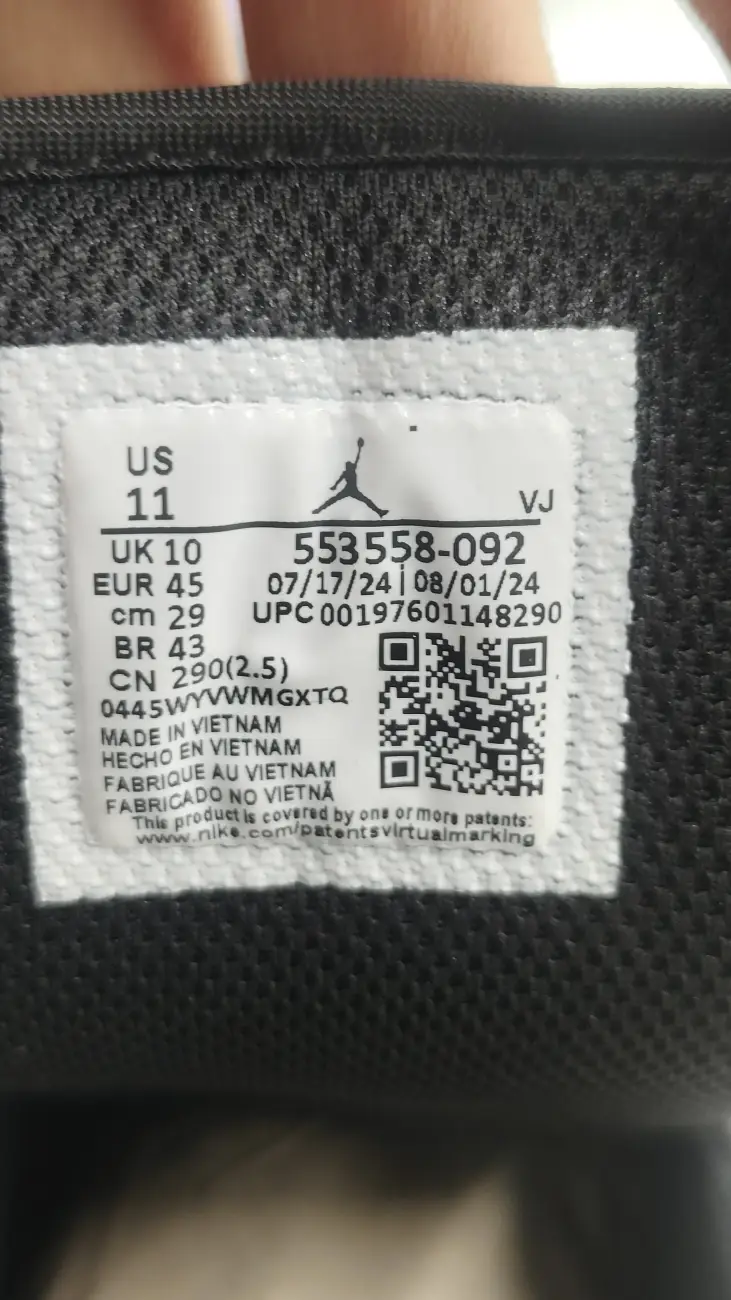 US
11
VJ
UK 10
553558-092
EUR 45
07/17/24 | 08/01/24
cm 29
UPC 00197601148290
BR 43
CN 290(2.5)
0445WYVWMGXTQ
MADE IN VIETNAM
HECHO EN VIETNAM
FABRIQUE AU VIETNAM
FABRICADO NO VIETNÃ
This product is covered by one or more patents:
www.nike.com/patentsvirtualmarking